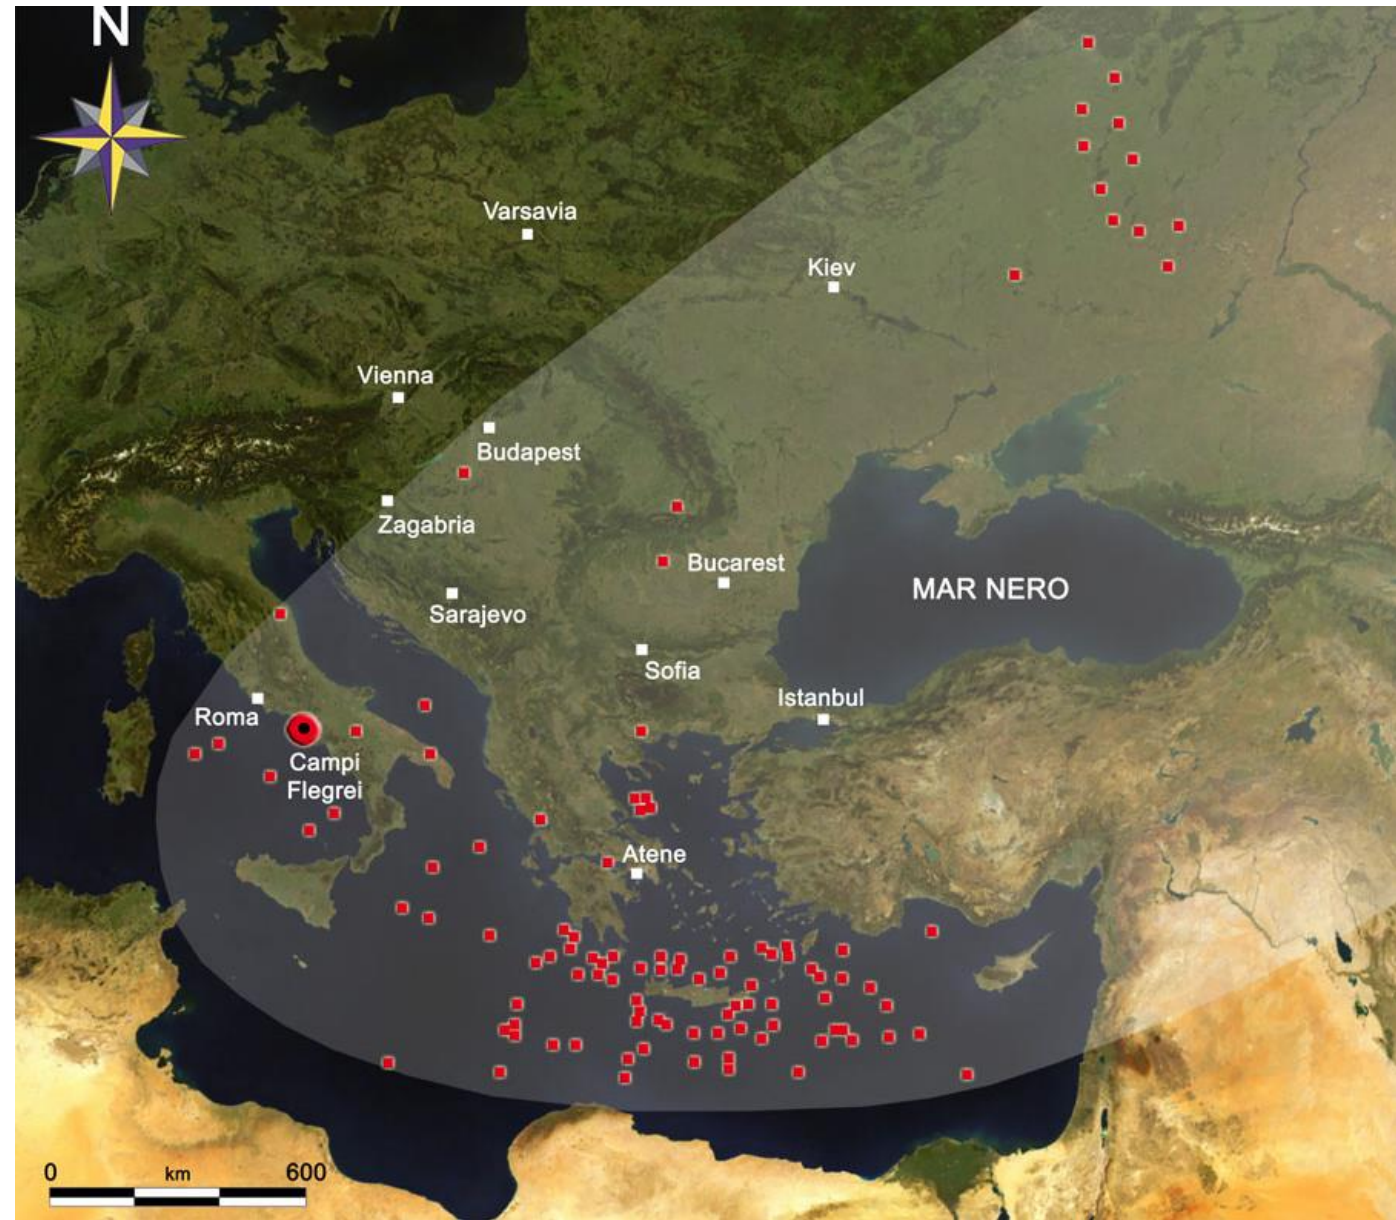 N
Varsavia
Kiev
Vienna
Budapest
Zagabria
Bucarest
MAR NERO
Sarajevo
Sofia
Istanbul
Roma
Campi
Flegrei
Atene
0 km 600